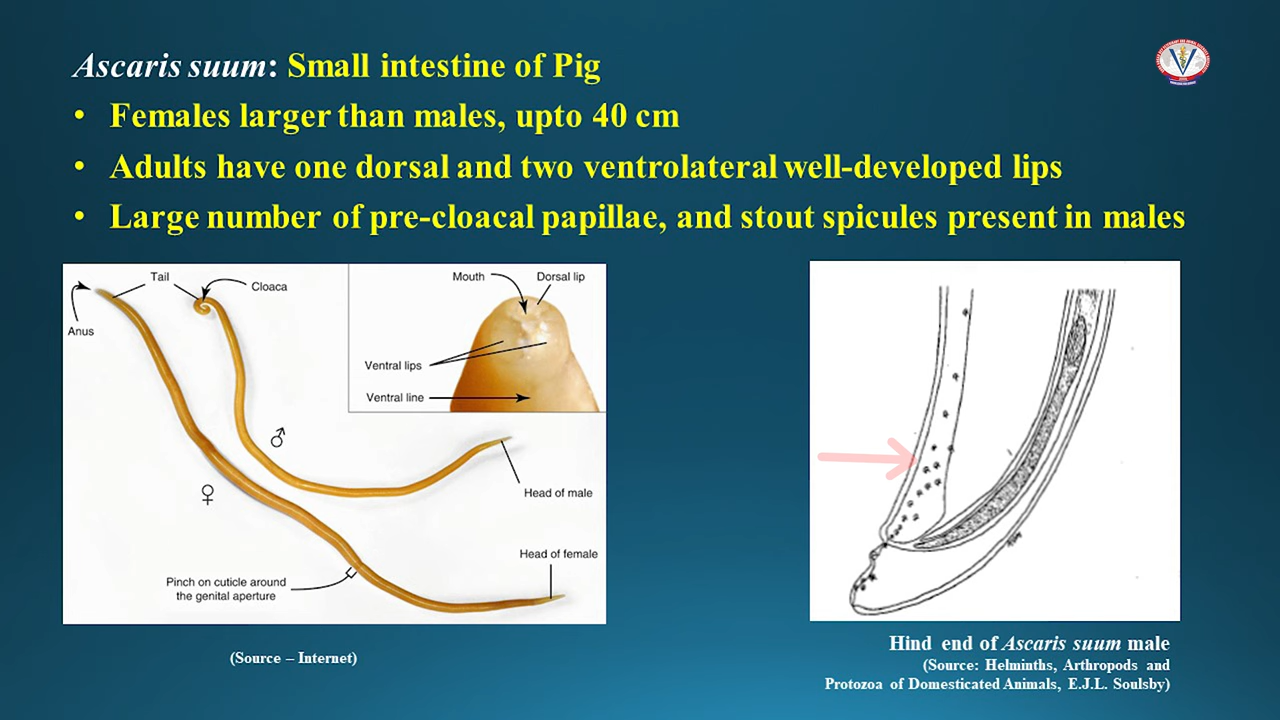 Ascaris suum: Small intestine of Pig
• Females larger than males, upto 40 cm
• Adults have one dorsal and two ventrolateral well-developed lips
• Large number of pre-cloacal papillae, and stout spicules present in males
Tail
Cloaca
Anus
Mouth
Dorsal lip
Ventral lips
Ventral line
♂
♀
Head of male
Head of female
Pinch on cuticle around
the genital aperture
(Source – Internet)
V
Hind end of Ascaris suum male
(Source: Helminths, Arthropods and
Protozoa of Domesticated Animals, E.J.L. Soulsby)